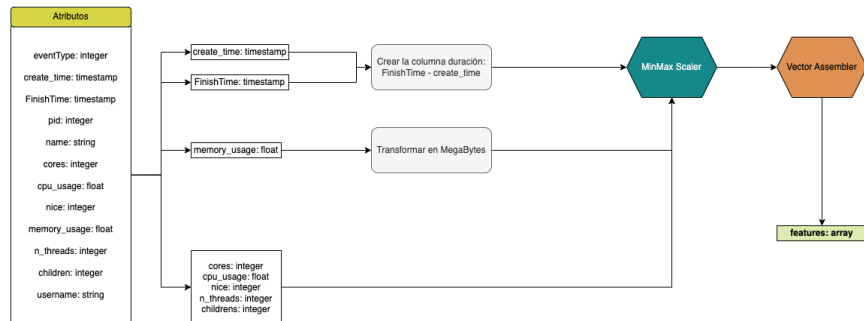 Atributos
eventType: integer
create_time: timestamp
FinishTime: timestamp
pid: integer
name: string
cores: integer
cpu_usage: float
nice: integer
memory_usage: float
n_threads: integer
children: integer
username: string
create_time: timestamp
FinishTime: timestamp
Crear la columna duración:
FinishTime - create_time
memory_usage: float
Transformar en MegaBytes
cores: integer
cpu_usage: float
nice: integer
n_threads: integer
childrens: integer
MinMax Scaler
Vector Assembler
features: array